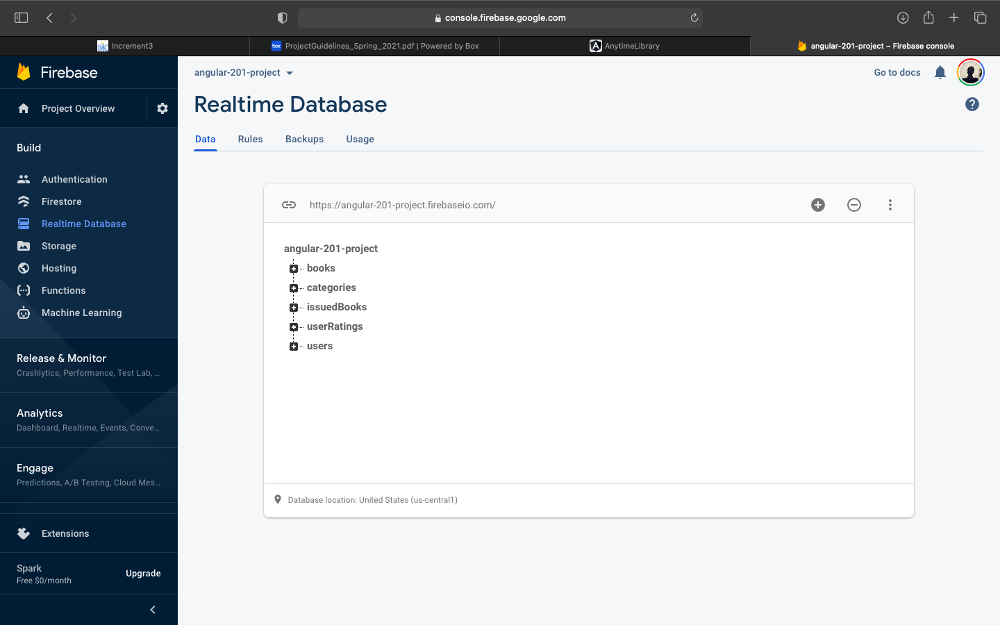 console.firebase.google.com
Increment3
box ProjectGuidelines_Spring_2021.pdf | Powered by Box
AnytimeLibrary
angular-201-project – Firebase console
Firebase
Project Overview
Build
Authentication
Firestore
Realtime Database
Storage
Hosting
Functions
Machine Learning
Release & Monitor
Crashlytics, Performance, Test Lab, ...
Analytics
Dashboard, Realtime, Events, Conve...
Engage
Predictions, A/B Testing, Cloud Mes...
Extensions
Spark
Free $0/month
Upgrade
angular-201-project
Go to docs
Realtime Database
Data Rules Backups Usage
https://angular-201-project.firebaseio.com/
angular-201-project
books
categories
issuedBooks
userRatings
users
Database location: United States (us-central1)